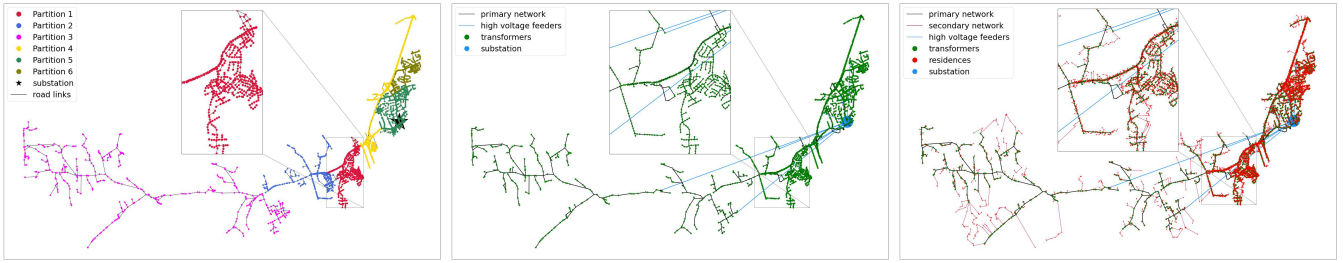 Partition 1
Partition 2
Partition 3
Partition 4
Partition 5
Partition 6
substation
road links
primary network
high voltage feeders
transformers
substation
primary network
secondary network
high voltage feeders
transformers
residences
substation